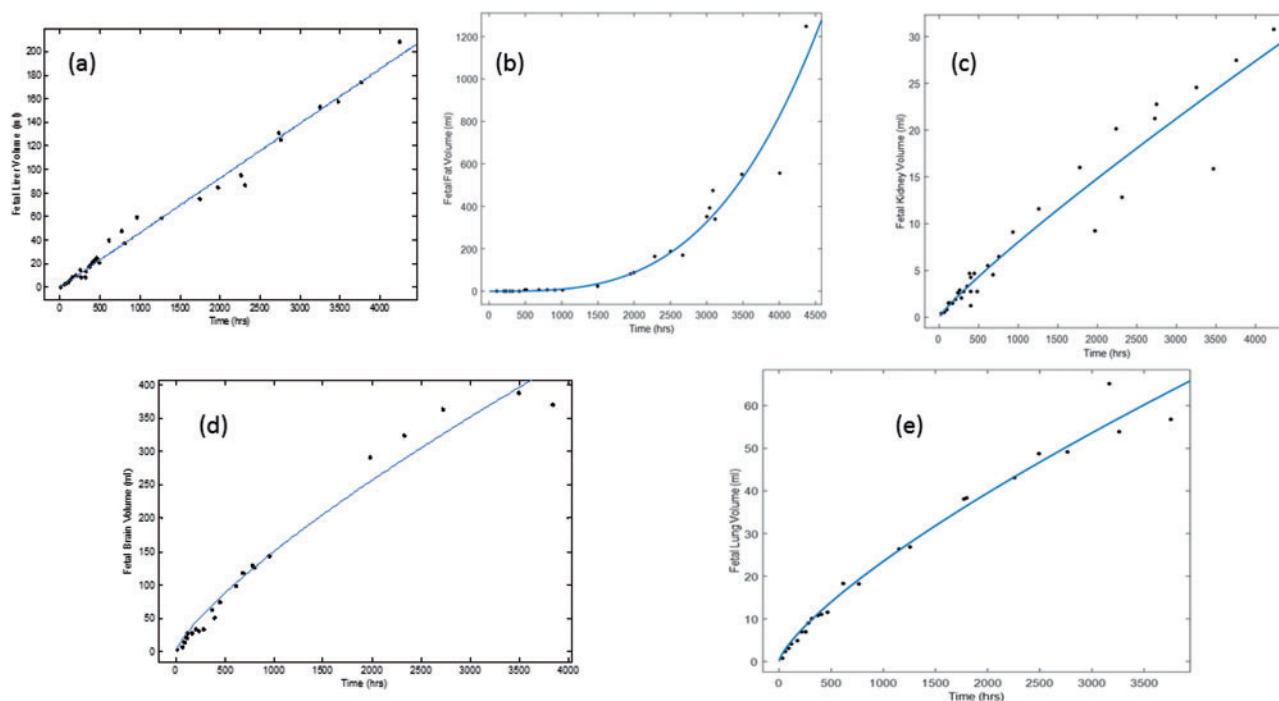 (a)
Fetal Liver Volume (ml)
200
180
160
140
120
100
80
60
40
20
0
0 500 1000 1500 2000 2500 3000 3500 4000
Time (hrs)
(b)
Fetal Fat Volume (ml)
1200
1000
800
600
400
200
0
0 500 1000 1500 2000 2500 3000 3500 4000 4500
Time (hrs)
(c)
Fetal Kidney Volume (ml)
30
25
20
15
10
5
0
0 500 1000 1500 2000 2500 3000 3500 4000
Time (hrs)
(d)
Fetal Brain Volume (ml)
400
350
300
250
200
150
100
50
0
0 500 1000 1500 2000 2500 3000 3500 4000
Time (hrs)
(e)
Fetal Lung Volume (ml)
60
50
40
30
20
10
0
0 500 1000 1500 2000 2500 3000 3500
Time (hrs)